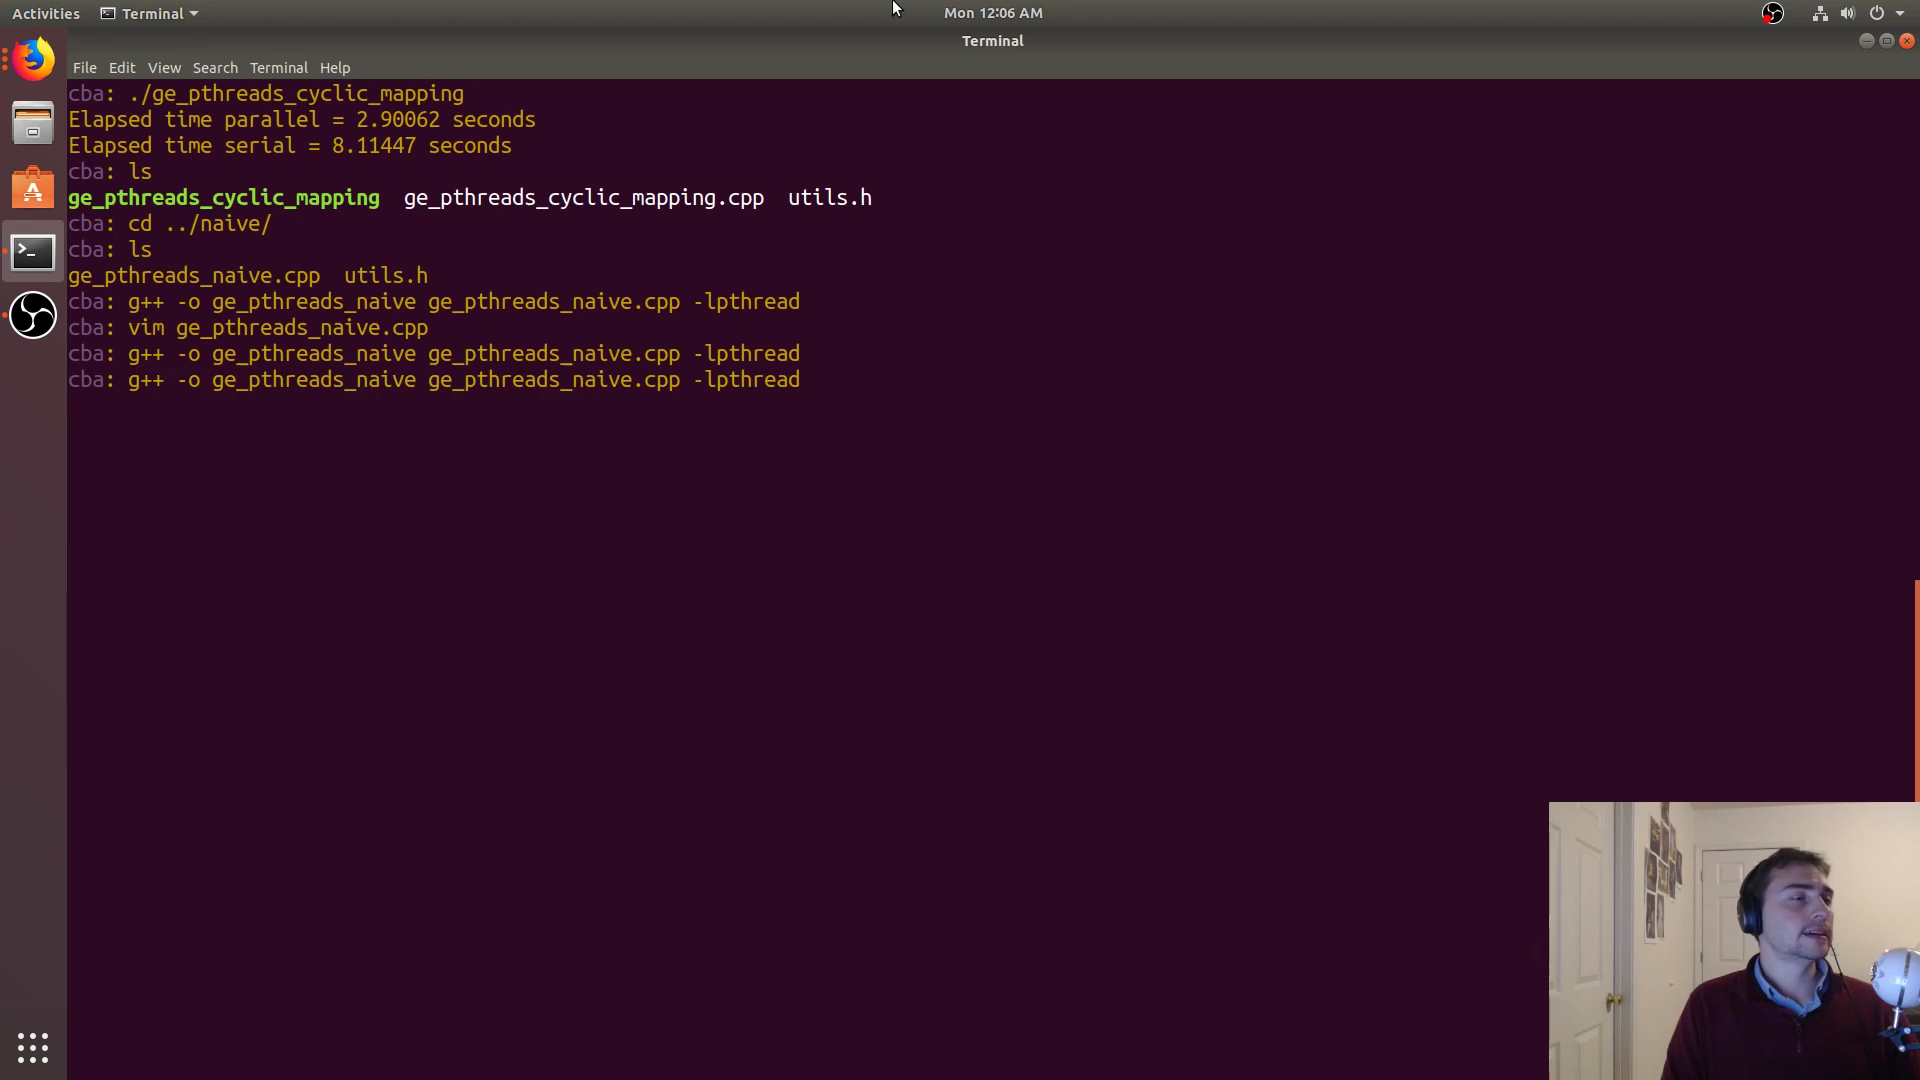 Activities Terminal Mon 12:06 AM
Terminal
File Edit View Search Terminal Help
cba: ./ge_pthreads_cyclic_mapping
Elapsed time parallel = 2.90062 seconds
Elapsed time serial = 8.11447 seconds
cba: ls
ge_pthreads_cyclic_mapping ge_pthreads_cyclic_mapping.cpp utils.h
cba: cd ../naive/
cba: ls
ge_pthreads_naive.cpp utils.h
cba: g++ -o ge_pthreads_naive ge_pthreads_naive.cpp -lpthread
cba: vim ge_pthreads_naive.cpp
cba: g++ -o ge_pthreads_naive ge_pthreads_naive.cpp -lpthread
cba: g++ -o ge_pthreads_naive ge_pthreads_naive.cpp -lpthread